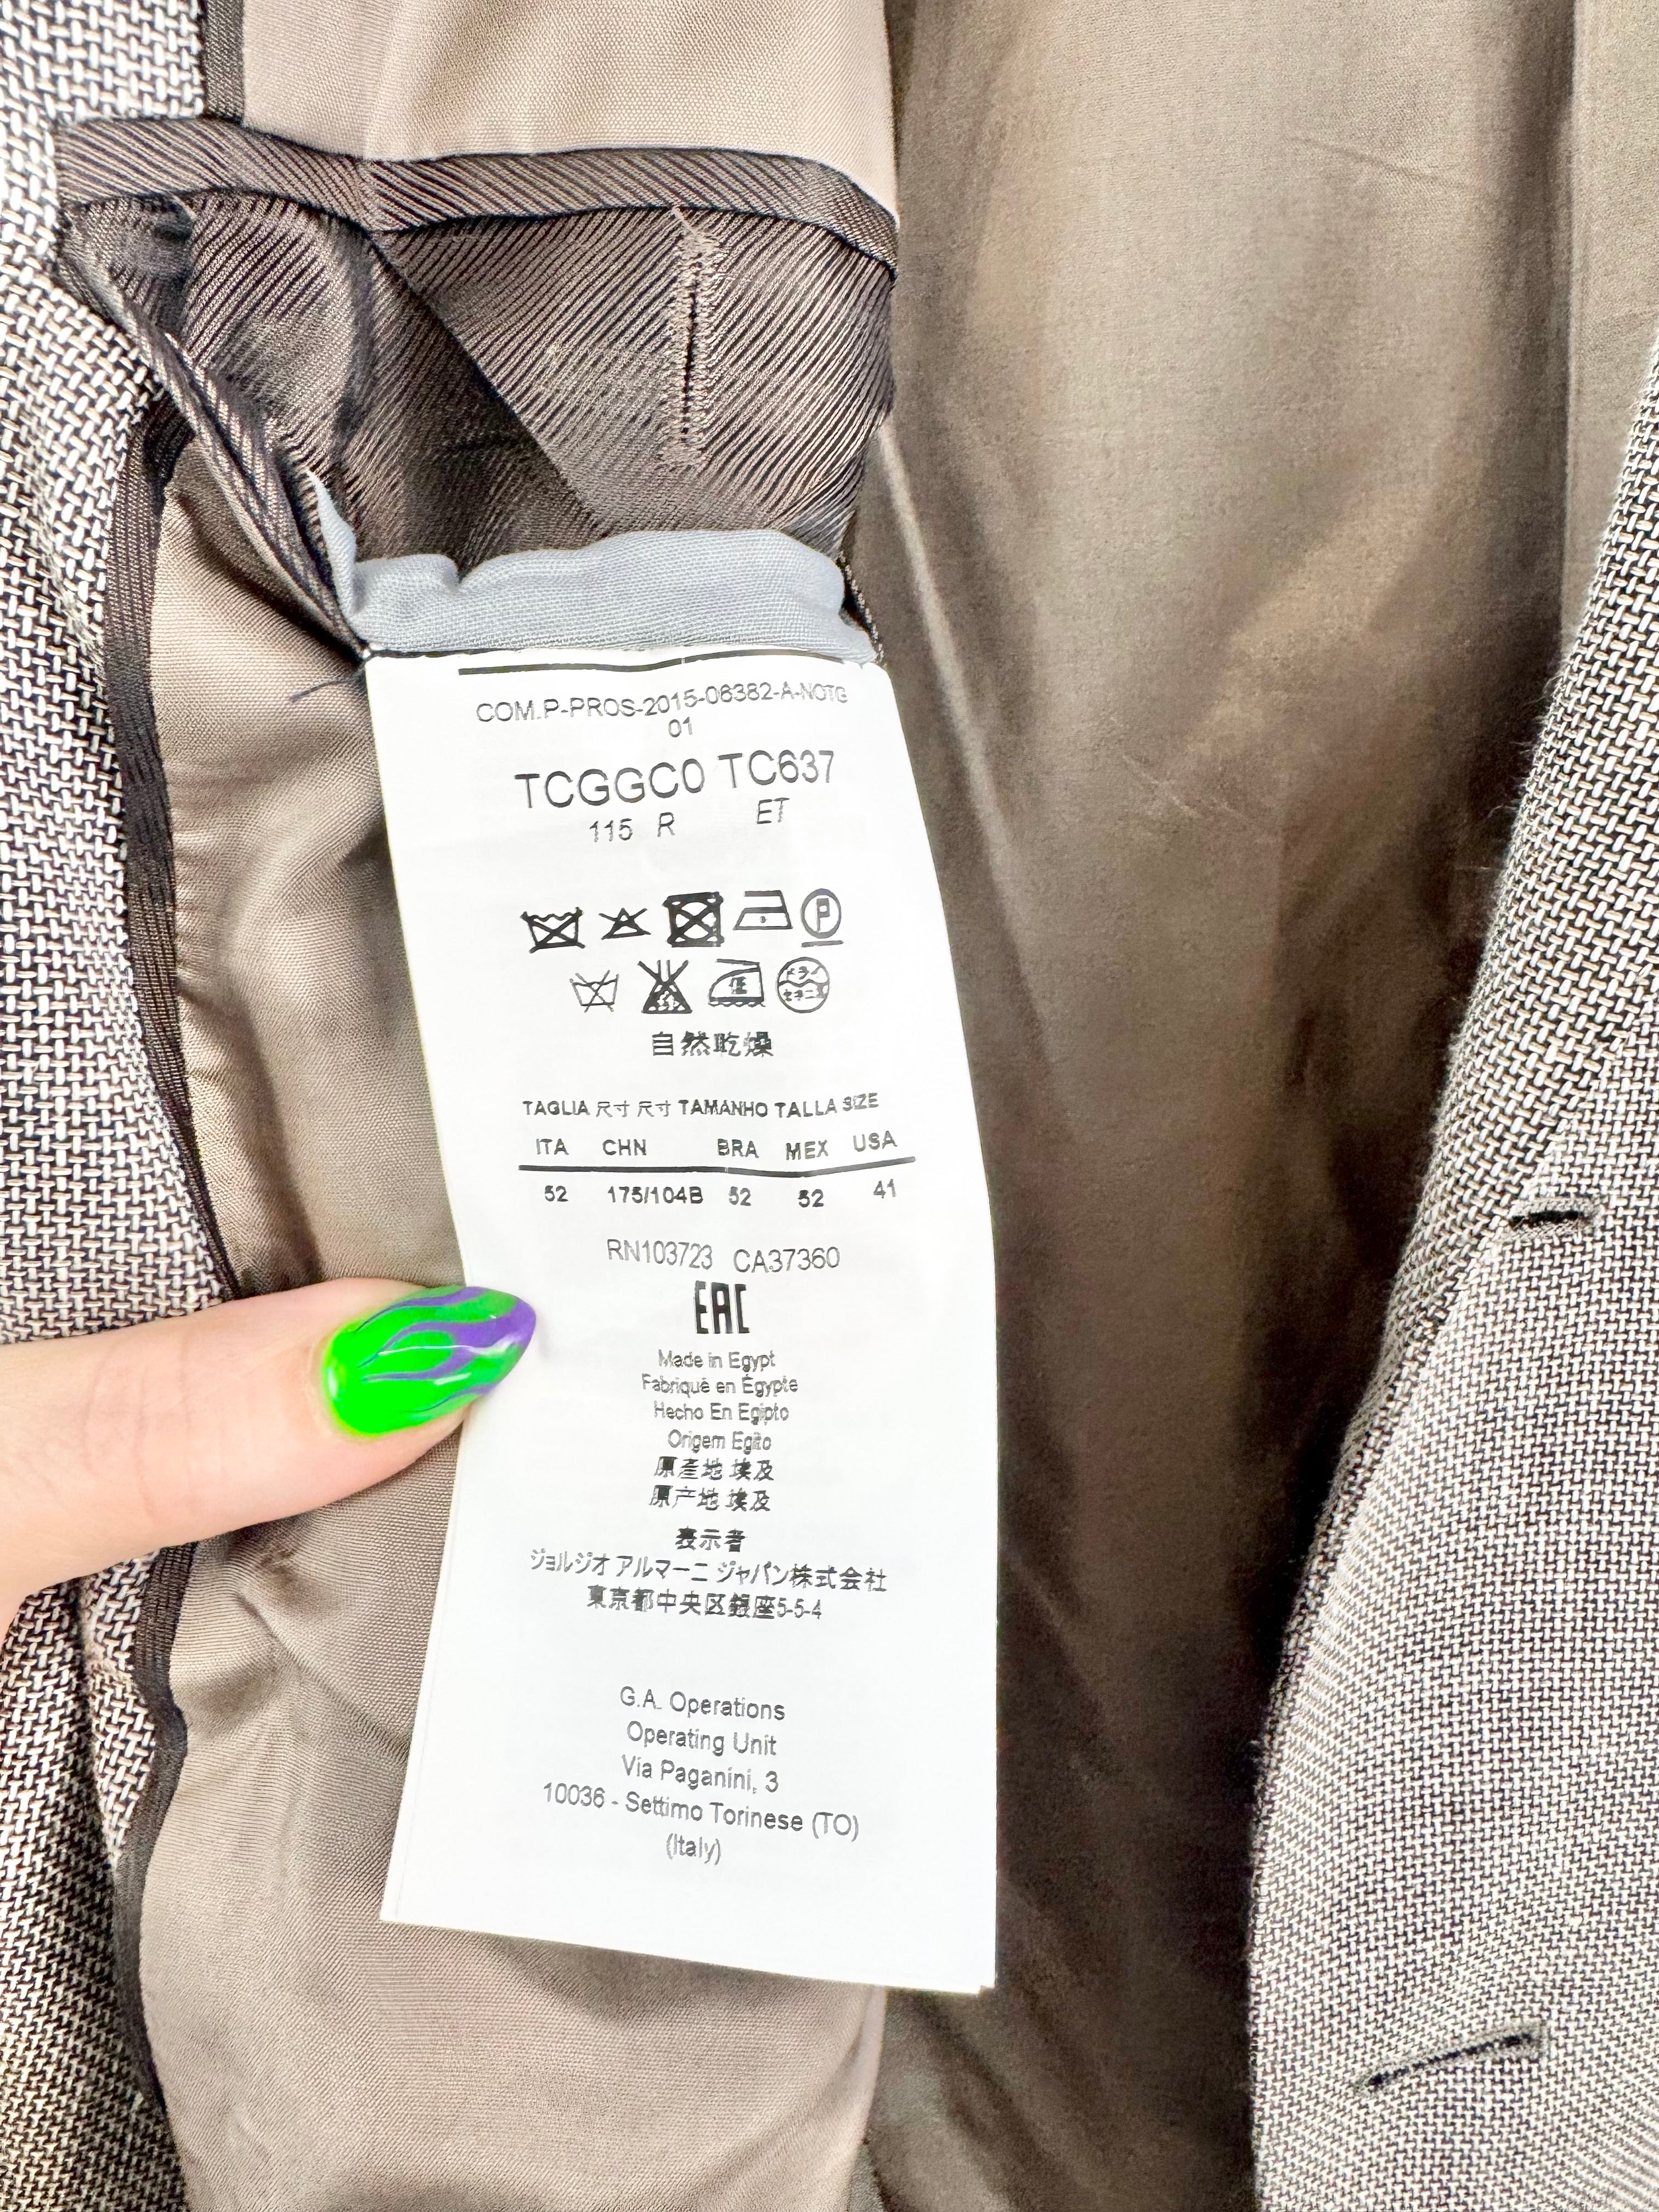 COM.P-PROS-2015-06382-A-NOTG
01
TCGGC0 TC637
115 R ET
P
ドライ
自然乾燥
TAGLIA 尺寸 尺寸 TAMANHO TALLA SIZE
ITA CHN BRA MEX USA
52 175/104B 52 52 41
RN103723 CA37360
EAC
Made in Egypt
Fabriqué en Égypte
Hecho En Egipto
Origem Egito
原產地 埃及
原产地 埃及
表示者
ジョルジオ アルマーニ ジャパン株式会社
東京都中央区銀座5-5-4
G.A. Operations
Operating Unit
Via Paganini, 3
10036 - Settimo Torinese (TO)
(Italy)